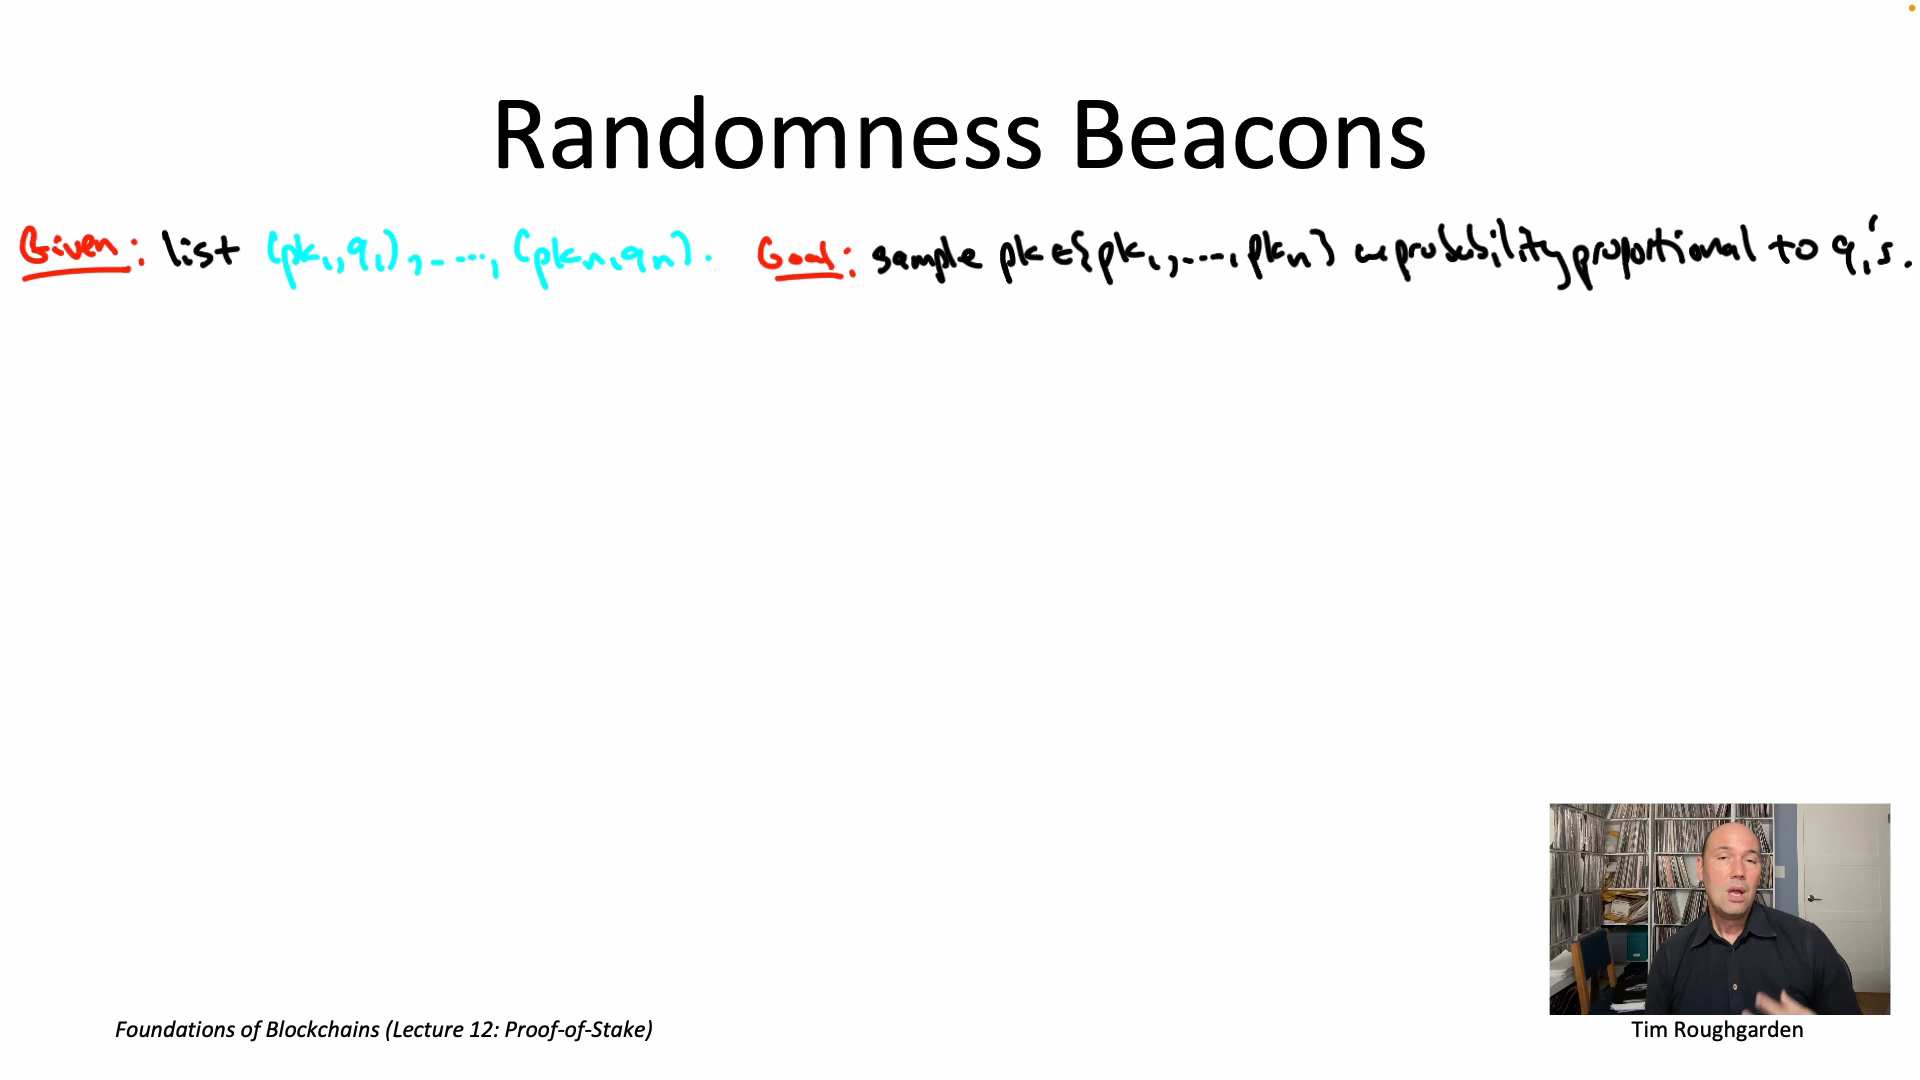 Randomness Beacons
Given: list (pk₁,q₁), ...., (pkₙ,qₙ). Goal: sample pk∈{pk₁,....,pkₙ} w/probability proportional to qᵢ's.
Foundations of Blockchains (Lecture 12: Proof-of-Stake)
Tim Roughgarden